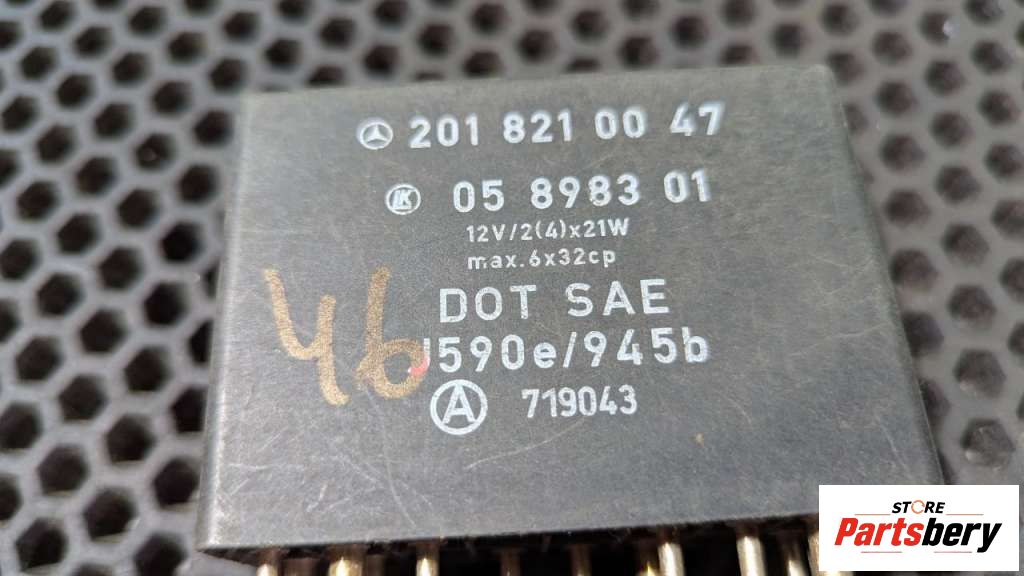 201 821 00 47
LK 05 8983 01
12V/2(4)x21W
max.6x32cp
DOT SAE
J590e/945b
A 719043
46
STORE
Partsbery